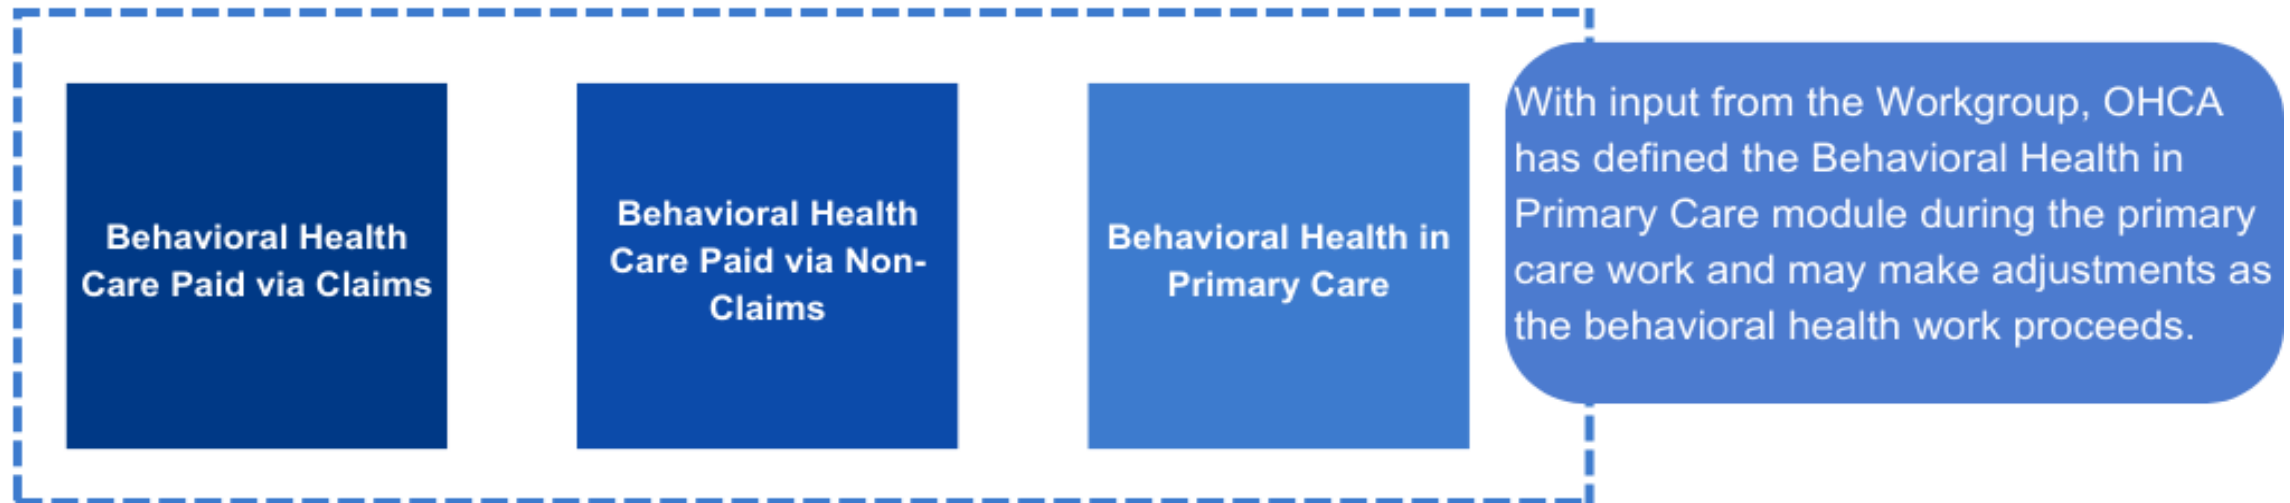 Behavioral Health
Care Paid via Claims
Behavioral Health
Care Paid via Non-
Claims
Behavioral Health in
Primary Care
With input from the Workgroup, OHCA
has defined the Behavioral Health in
Primary Care module during the primary
care work and may make adjustments as
the behavioral health work proceeds.